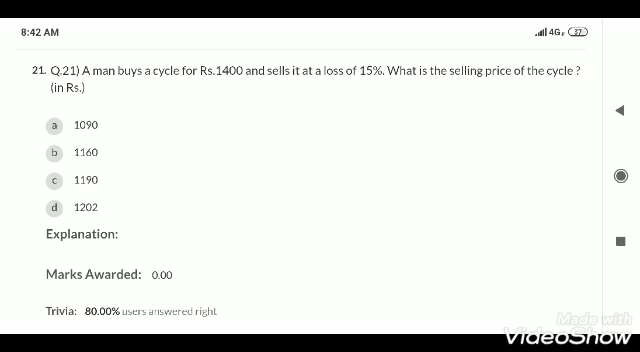 8:42 AM
4G 37
21. Q.21) A man buys a cycle for Rs.1400 and sells it at a loss of 15%. What is the selling price of the cycle ?
(in Rs.)
a 1090
b 1160
c 1190
d 1202
Explanation:
Marks Awarded: 0.00
Trivia: 80.00% users answered right
Made with
VideoShow